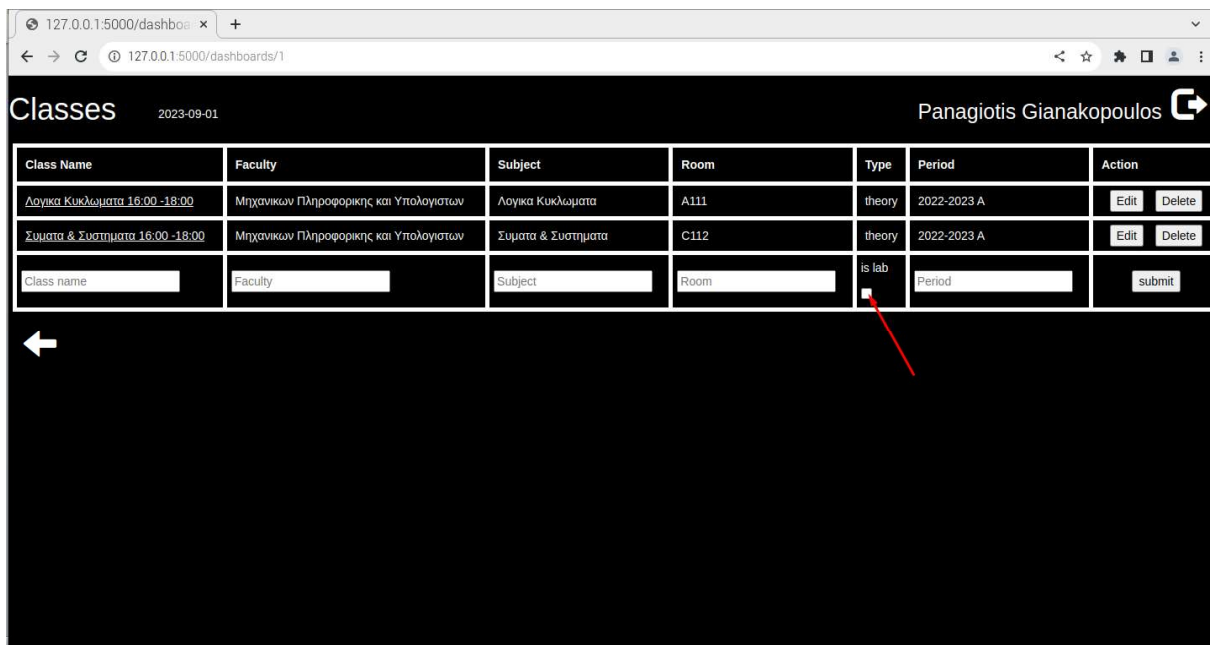 127.0.0.1:5000/dashboa
127.0.0.1:5000/dashboards/1
Classes 2023-09-01 Panagiotis Gianakopoulos
Class Name Faculty Subject Room Type Period Action
Λογικα Κυκλωματα 16:00 -18:00 Μηχανικων Πληροφορικης και Υπολογιστων Λογικα Κυκλωματα A111 theory 2022-2023 A Edit Delete
Συματα & Συστηματα 16:00 -18:00 Μηχανικων Πληροφορικης και Υπολογιστων Συματα & Συστηματα C112 theory 2022-2023 A Edit Delete
is lab
Class name Faculty Subject Room Period submit